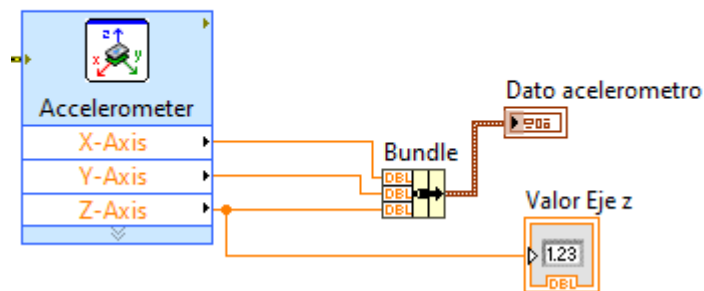 z
x
y
Accelerometer
X-Axis
Y-Axis
Z-Axis
Bundle
DBL
DBL
DBL
Dato acelerometro
Valor Eje z
1.23
DBL